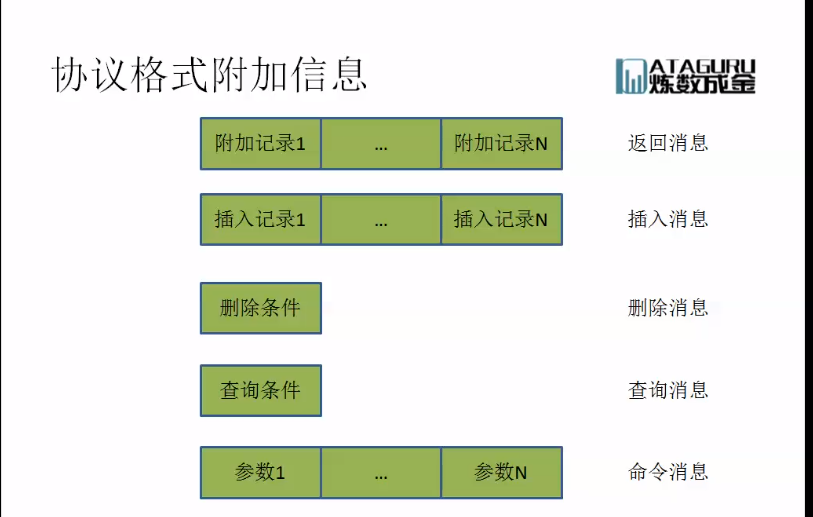 协议格式附加信息
DATAGURU
炼数成金
附加记录1 … 附加记录N 返回消息
插入记录1 … 插入记录N 插入消息
删除条件 删除消息
查询条件 查询消息
参数1 … 参数N 命令消息